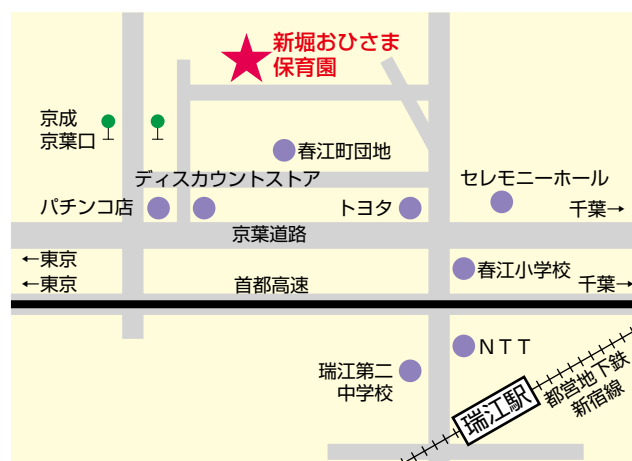 新堀おひさま
保育園
京成
京葉口
春江町団地
ディスカウントストア
セレモニーホール
パチンコ店
トヨタ
千葉→
京葉道路
←東京
春江小学校
←東京
首都高速
千葉→
NTT
瑞江第二
中学校
瑞江駅
都営地下鉄
新宿線